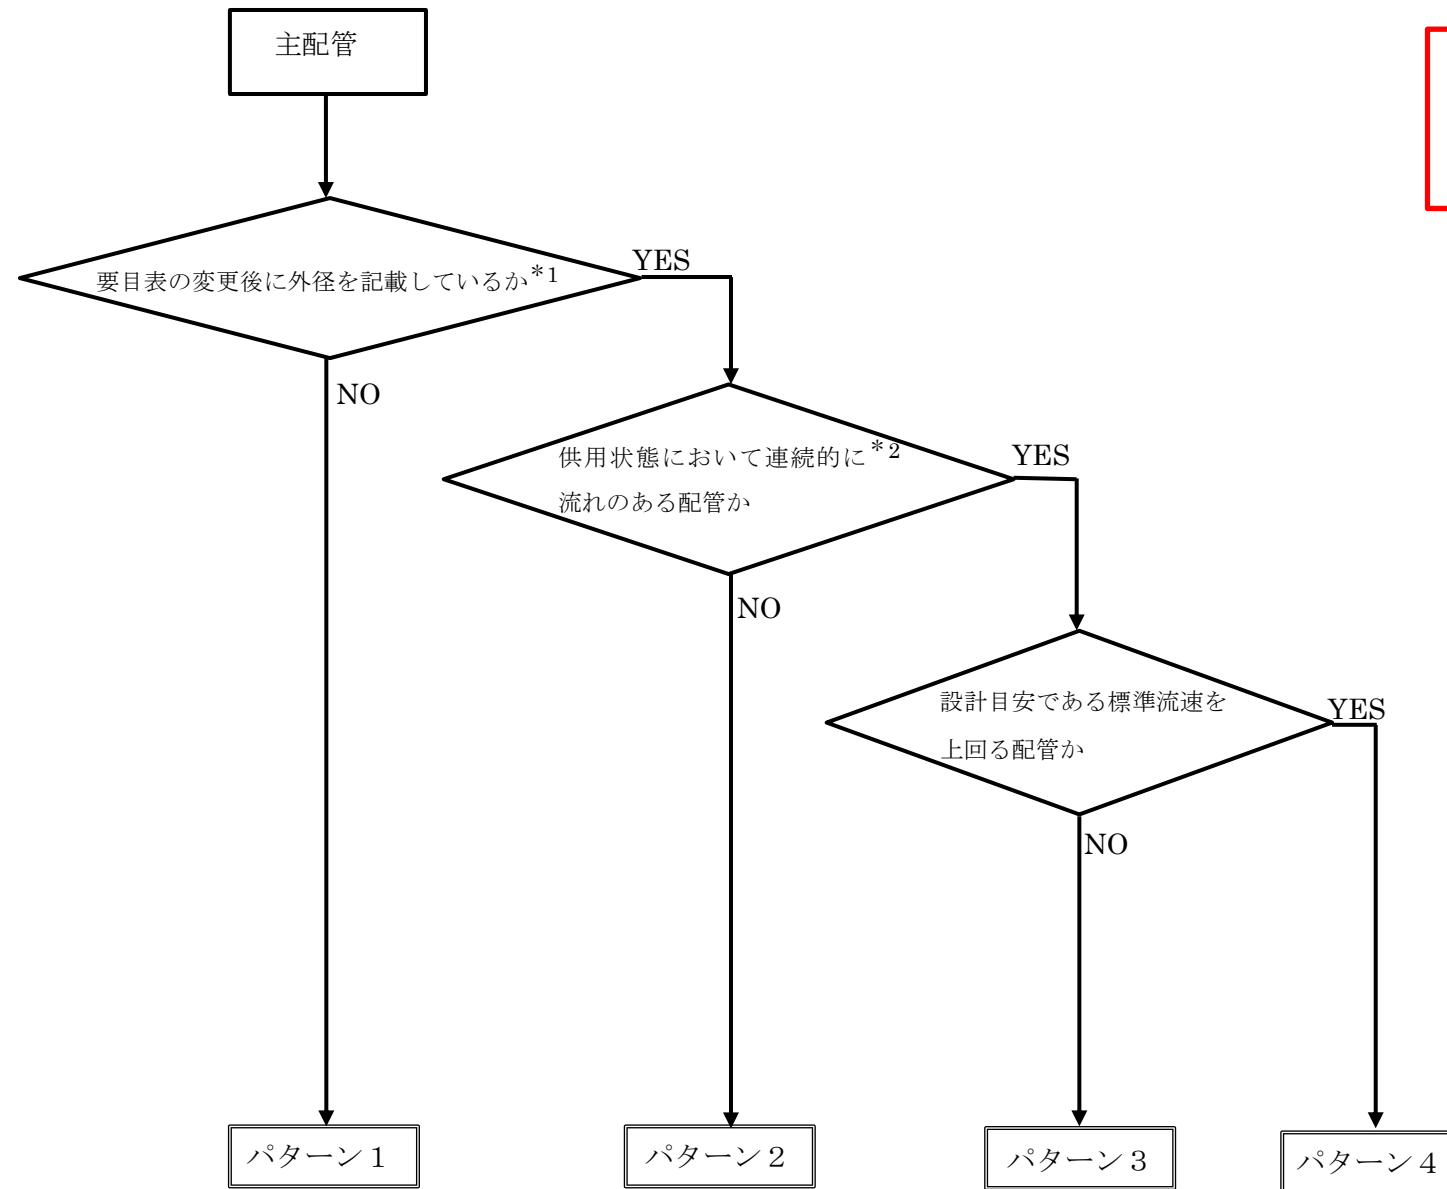 主配管
要目表の変更後に外径を記載しているか*1
YES
NO
供用状態において連続的に*2
流れのある配管か
YES
NO
設計目安である標準流速を
上回る配管か
YES
NO
パターン１
パターン２
パターン３
パターン４